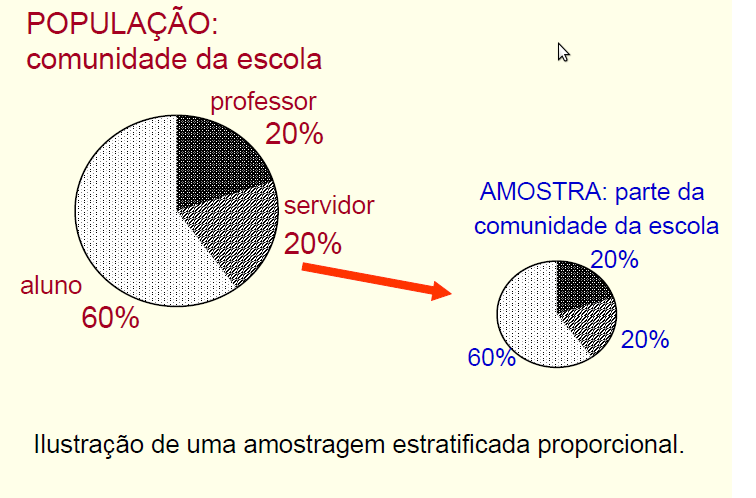 POPULAÇÃO:
comunidade da escola
professor
20%
servidor
20%
aluno
60%
AMOSTRA: parte da
comunidade da escola
20%
20%
60%
Ilustração de uma amostragem estratificada proporcional.